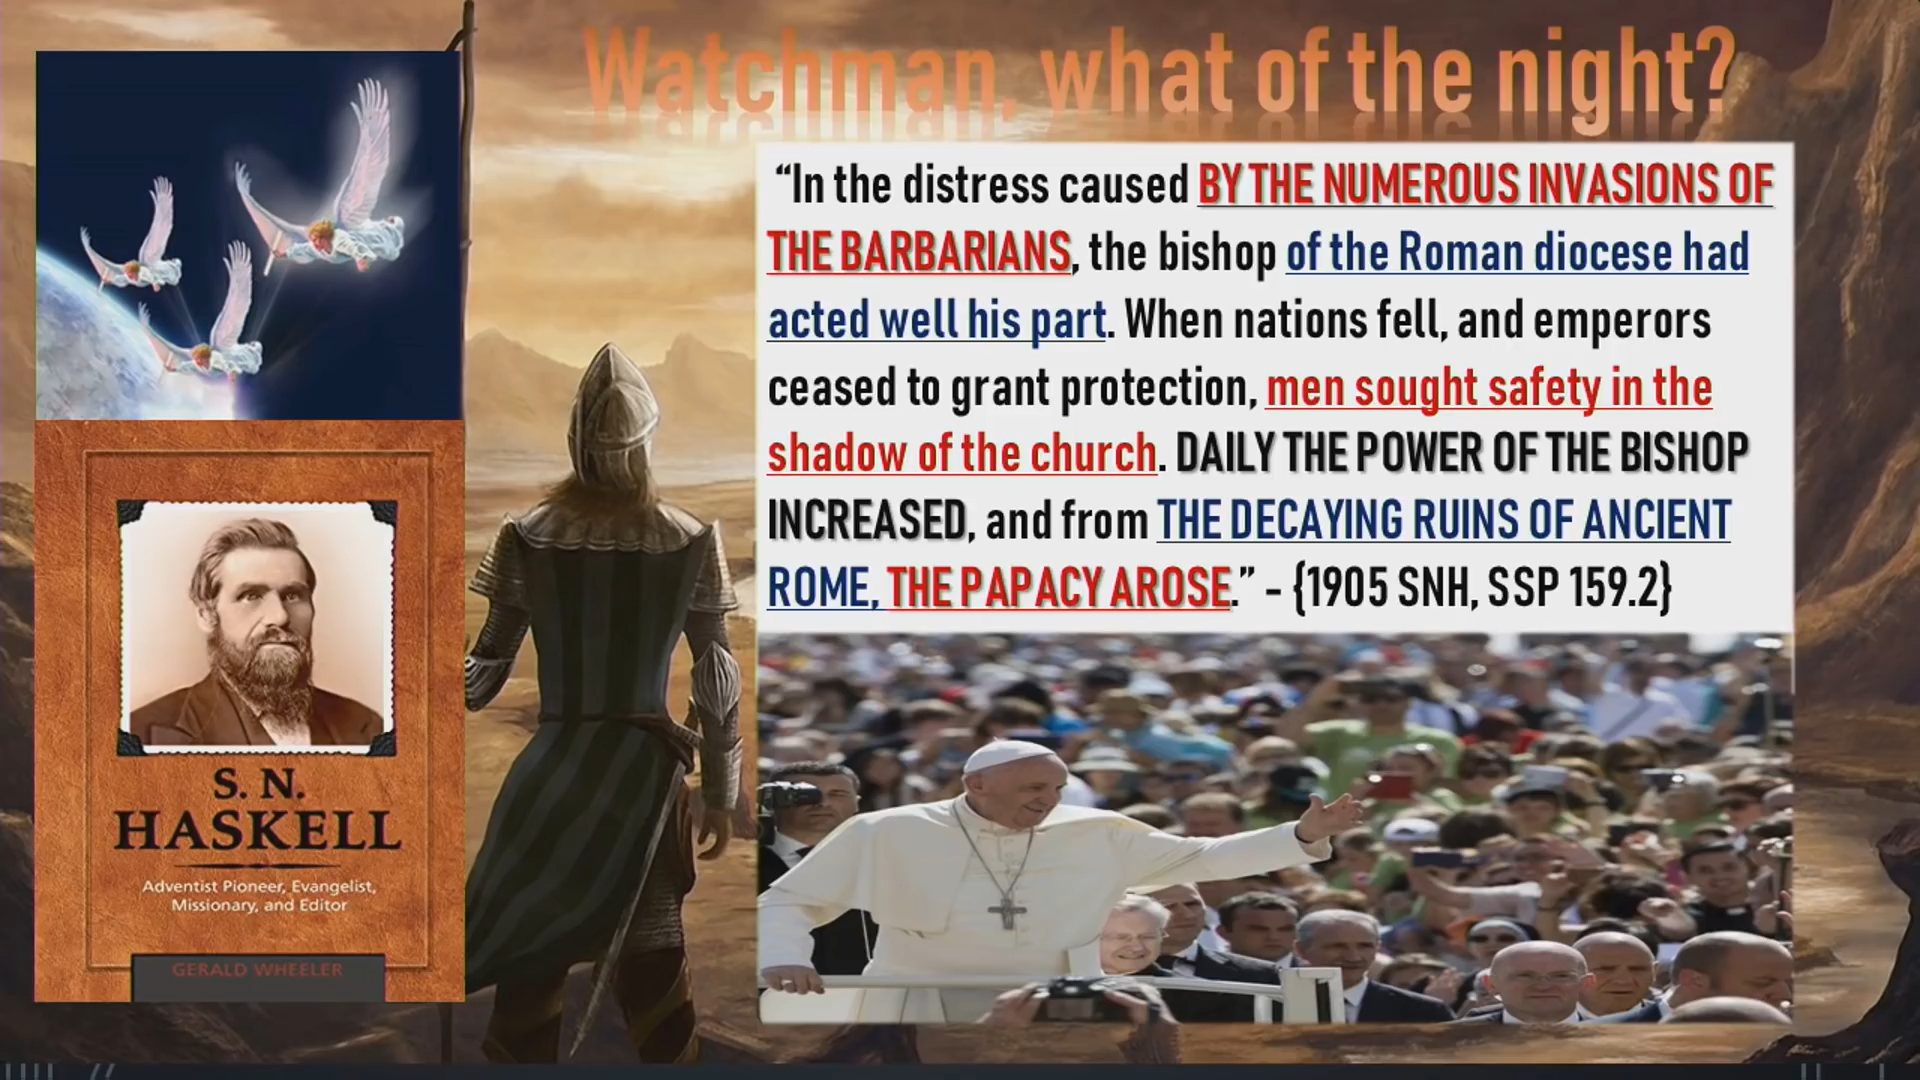 Watchman, what of the night?
“In the distress caused BY THE NUMEROUS INVASIONS OF
THE BARBARIANS, the bishop of the Roman diocese had
acted well his part. When nations fell, and emperors
ceased to grant protection, men sought safety in the
shadow of the church. DAILY THE POWER OF THE BISHOP
INCREASED, and from THE DECAYING RUINS OF ANCIENT
ROME, THE PAPACY AROSE.” - {1905 SNH, SSP 159.2}
S. N.
HASKELL
Adventist Pioneer, Evangelist,
Missionary, and Editor
GERALD WHEELER